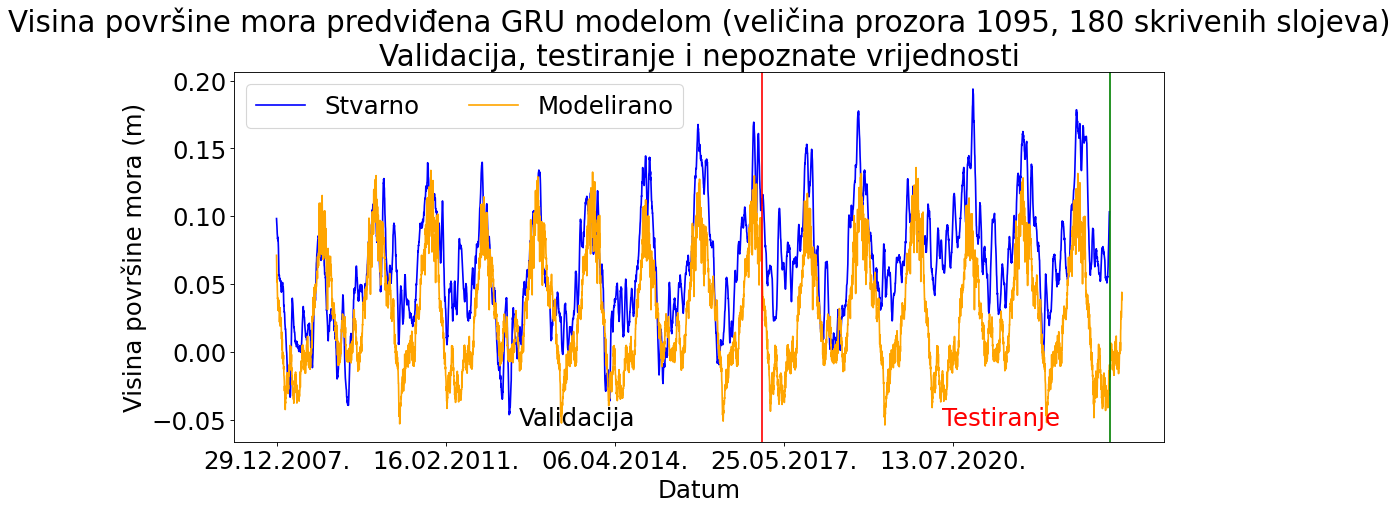 Visina površine mora predviđena GRU modelom (veličina prozora 1095, 180 skrivenih slojeva)
Validacija, testiranje i nepoznate vrijednosti
Stvarno
Modelirano
Visina površine mora (m)
0.20
0.15
0.10
0.05
0.00
−0.05
Validacija
Testiranje
29.12.2007.
16.02.2011.
06.04.2014.
25.05.2017.
13.07.2020.
Datum